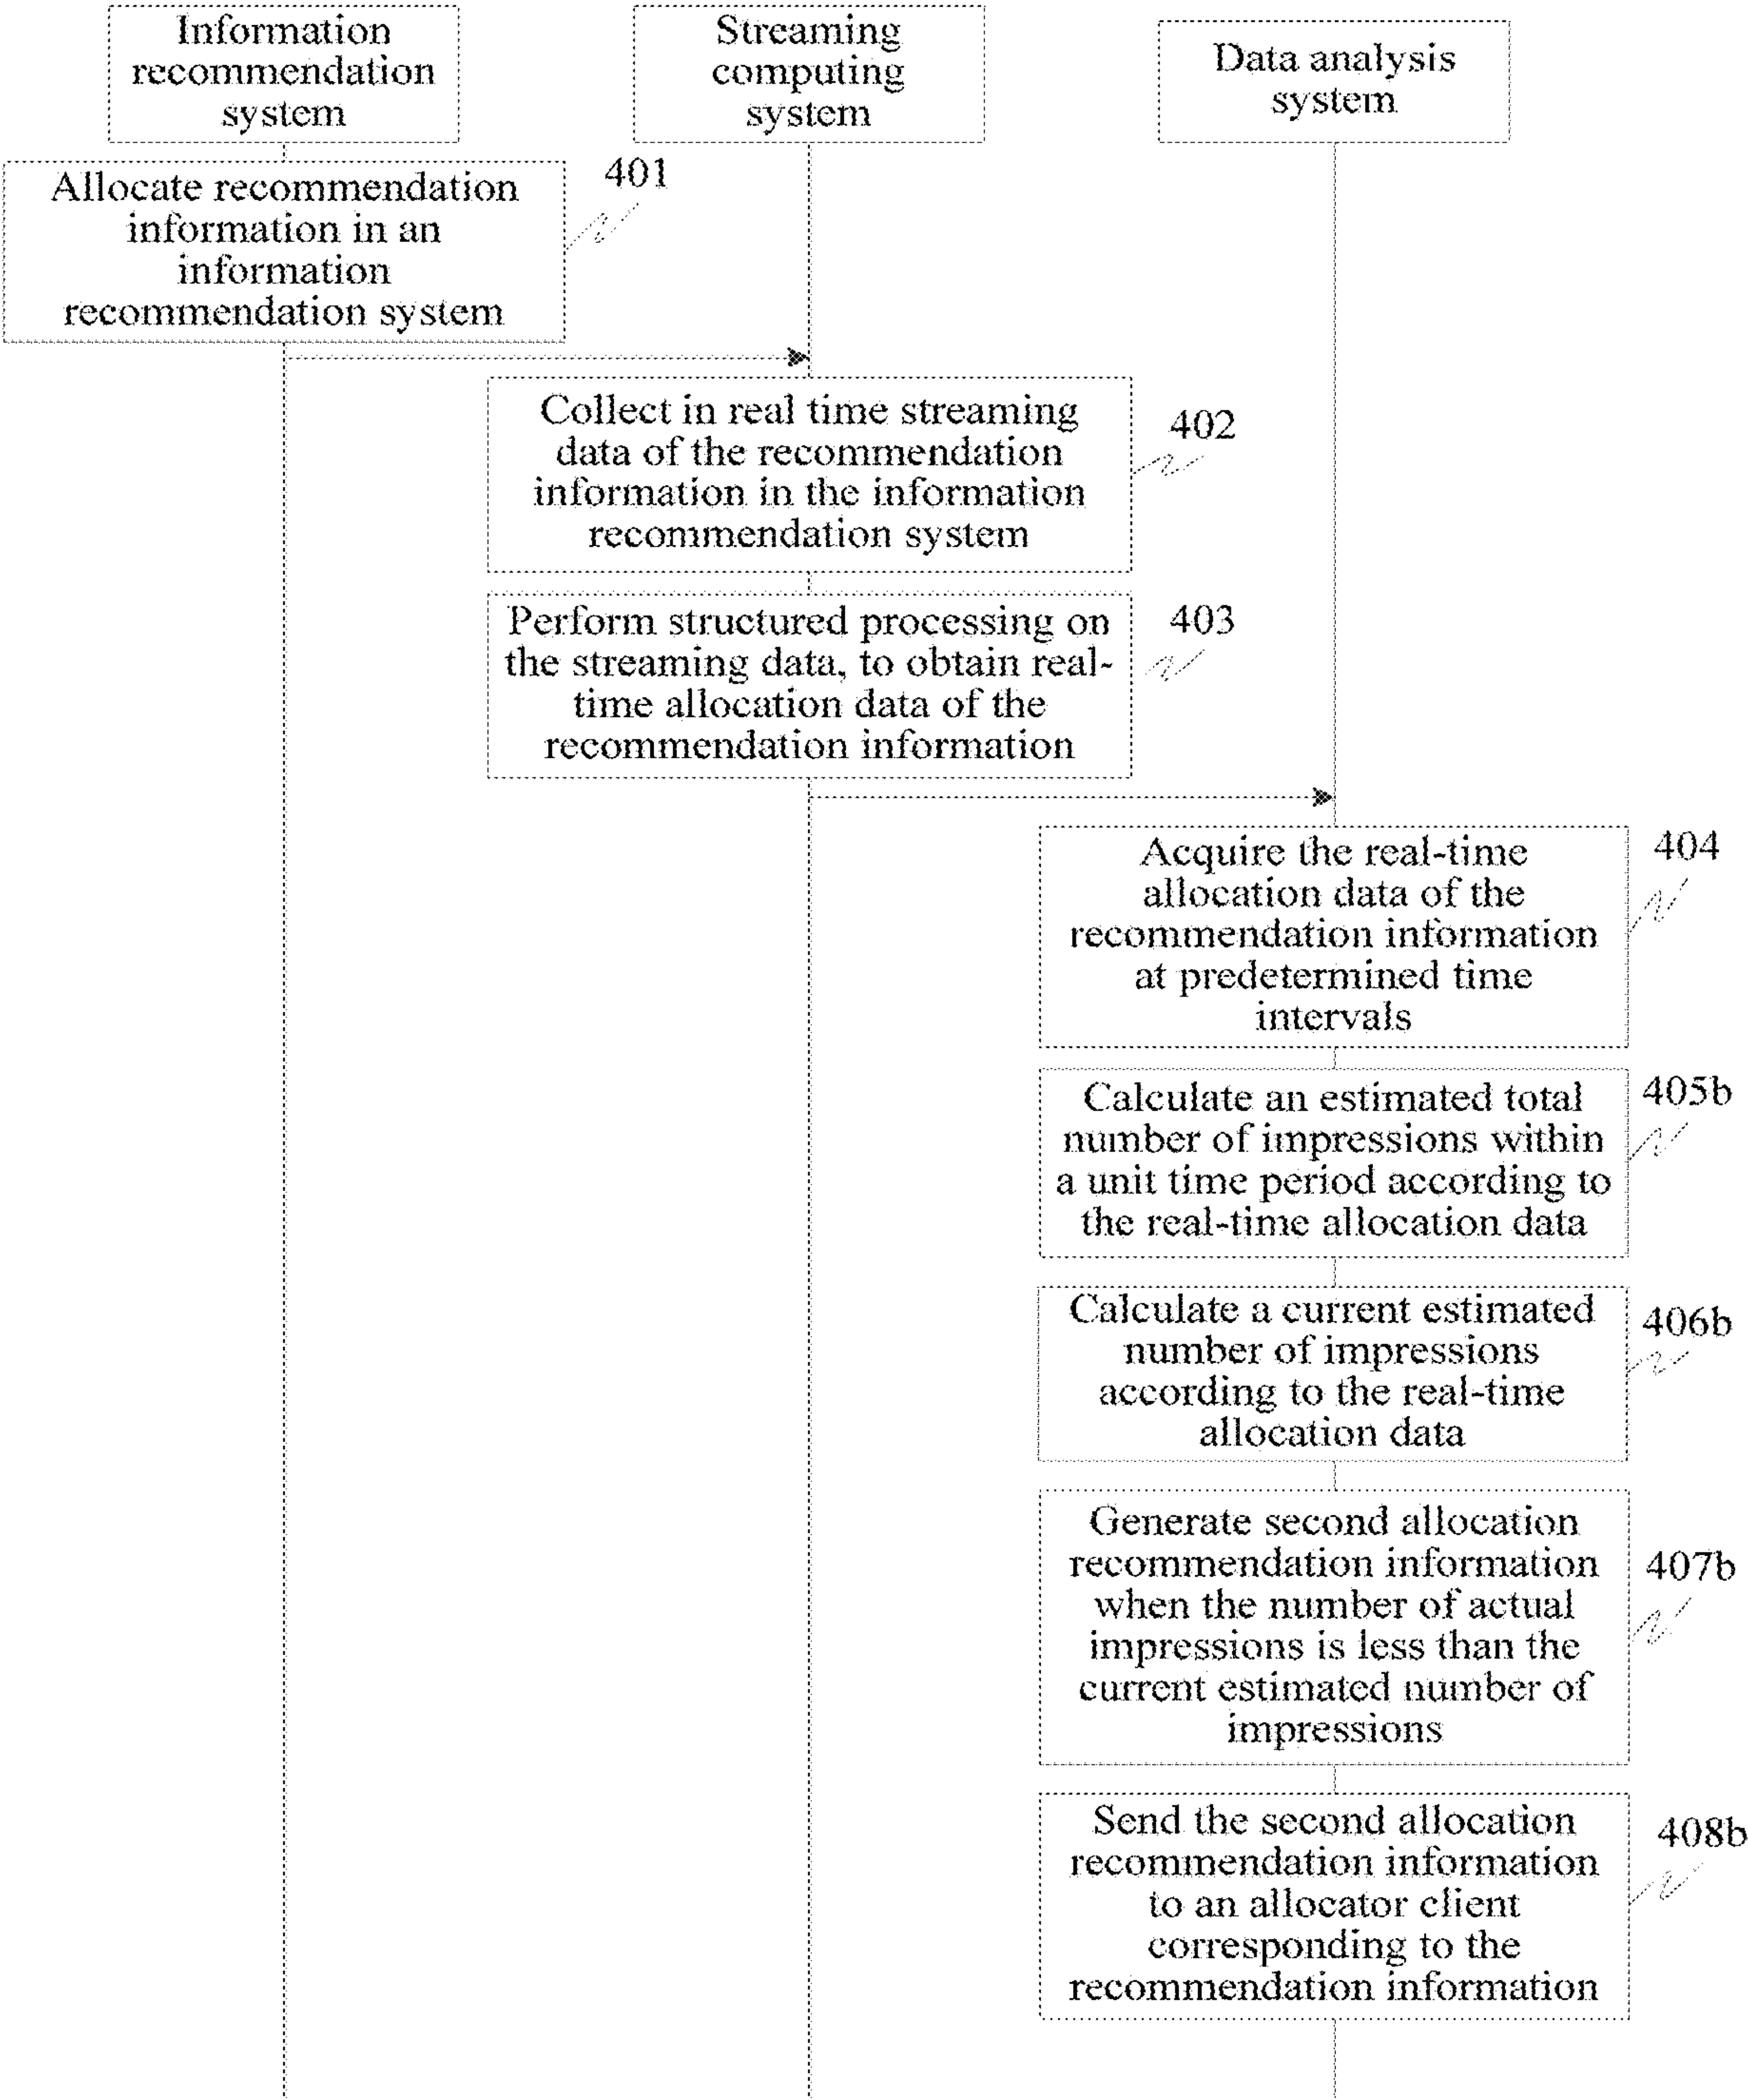 Information
recommendation
system
Streaming
computing
system
Data analysis
system
Allocate recommendation
information in an
information
recommendation system
401
Collect in real time streaming
data of the recommendation
information in the information
recommendation system
402
Perform structured processing on
the streaming data, to obtain real-
time allocation data of the
recommendation information
403
Acquire the real-time
allocation data of the
recommendation information
at predetermined time
intervals
404
Calculate an estimated total
number of impressions within
a unit time period according to
the real-time allocation data
405b
Calculate a current estimated
number of impressions
according to the real-time
allocation data
406b
Generate second allocation
recommendation information
when the number of actual
impressions is less than the
current estimated number of
impressions
407b
Send the second allocation
recommendation information
to an allocator client
corresponding to the
recommendation information
408b